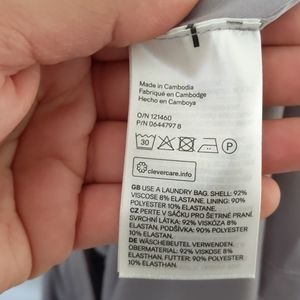 Made in Cambodia
Fabriqué en Cambodge
Hecho en Camboya
O/N 121460
P/N 0644797 8
30
P
clevercare.info
GB USE A LAUNDRY BAG. SHELL: 92%
VISCOSE 8% ELASTANE. LINING: 90%
POLYESTER 10% ELASTANE.
CZ PERTE V SÁČKU PRO ŠETRNÉ PRANÍ.
SVRCHNÍ LÁTKA: 92% VISKÓZA 8%
ELASTAN. PODŠÍVKA: 90% POLYESTER
10% ELASTAN.
DE WÄSCHEBEUTEL VERWENDEN.
OBERMATERIAL: 92% VISKOSE 8%
ELASTHAN. FUTTER: 90% POLYESTER
10% ELASTHAN.